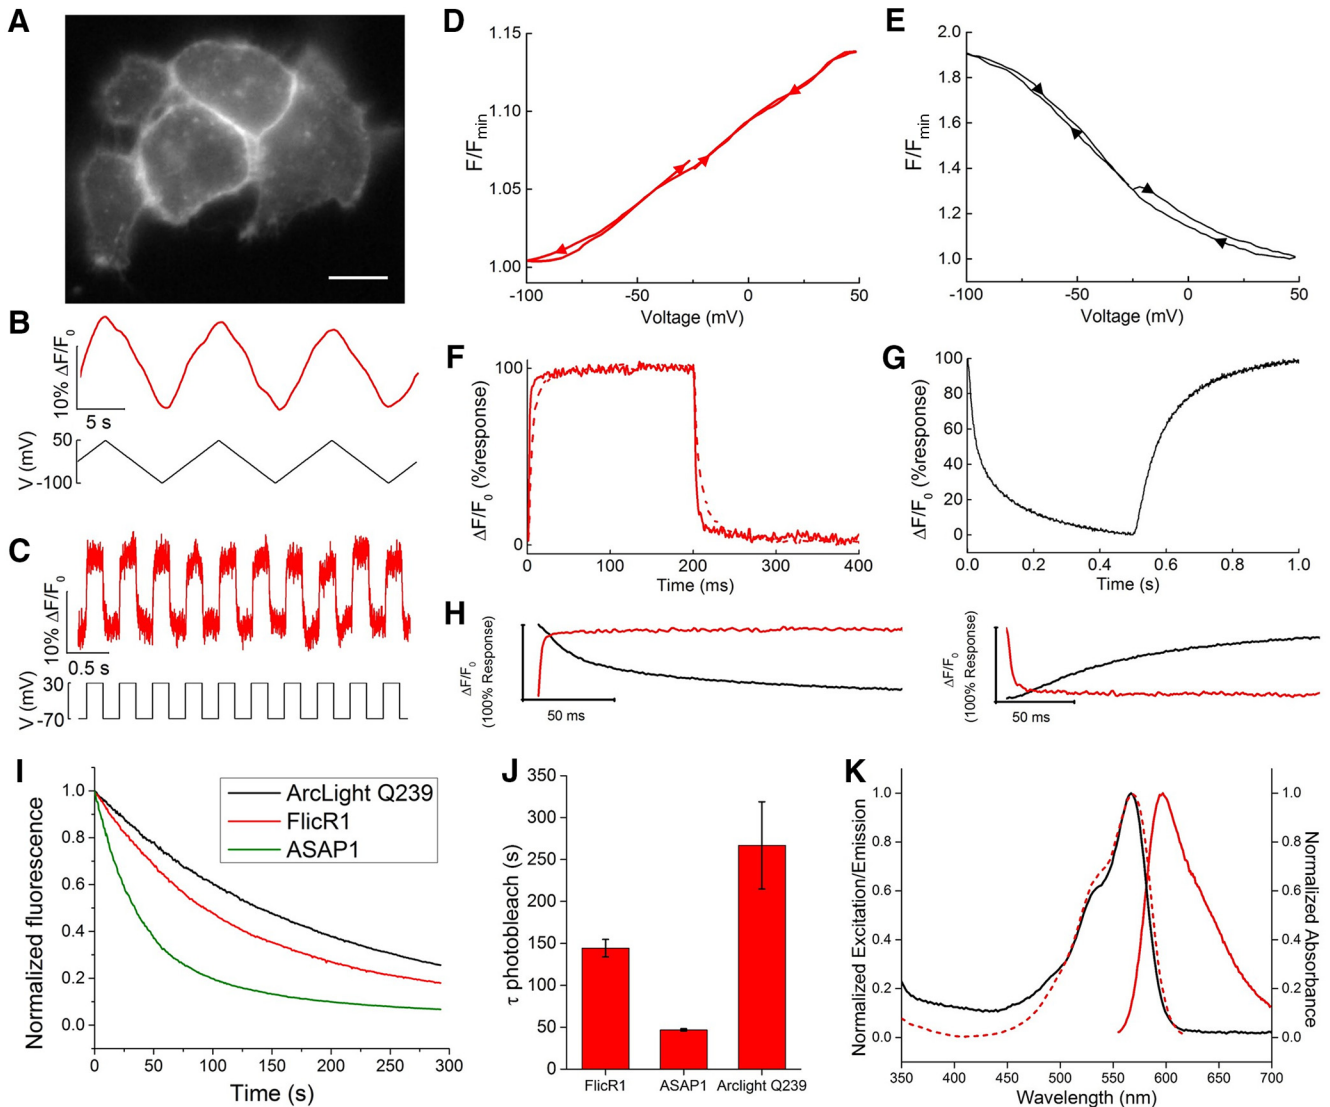 A
B
10% ΔF/F0
5 s
V (mV)
50
-100
C
10% ΔF/F0
0.5 s
V (mV)
30
-70
D
F/Fmin
1.15
1.10
1.05
1.00
-100
-50
0
50
Voltage (mV)
E
F/Fmin
2.0
1.8
1.6
1.4
1.2
1.0
-100
-50
0
50
Voltage (mV)
F
ΔF/F0 (%response)
100
0
0
100
200
300
400
Time (ms)
G
ΔF/F0 (%response)
100
80
60
40
20
0
0.0
0.2
0.4
0.6
0.8
1.0
Time (s)
H
ΔF/F0
(100% Response)
50 ms
ΔF/F0
(100% Response)
50 ms
I
Normalized fluorescence
1.0
0.8
0.6
0.4
0.2
0.0
0
50
100
150
200
250
300
Time (s)
ArcLight Q239
FlicR1
ASAP1
J
τ photobleach (s)
350
300
250
200
150
100
50
0
FlicR1
ASAP1
Arclight Q239
K
Normalized Excitation/Emission
1.0
0.8
0.6
0.4
0.2
0.0
350
400
450
500
550
600
650
700
Wavelength (nm)
1.0
0.8
0.6
0.4
0.2
0.0
Normalized Absorbance